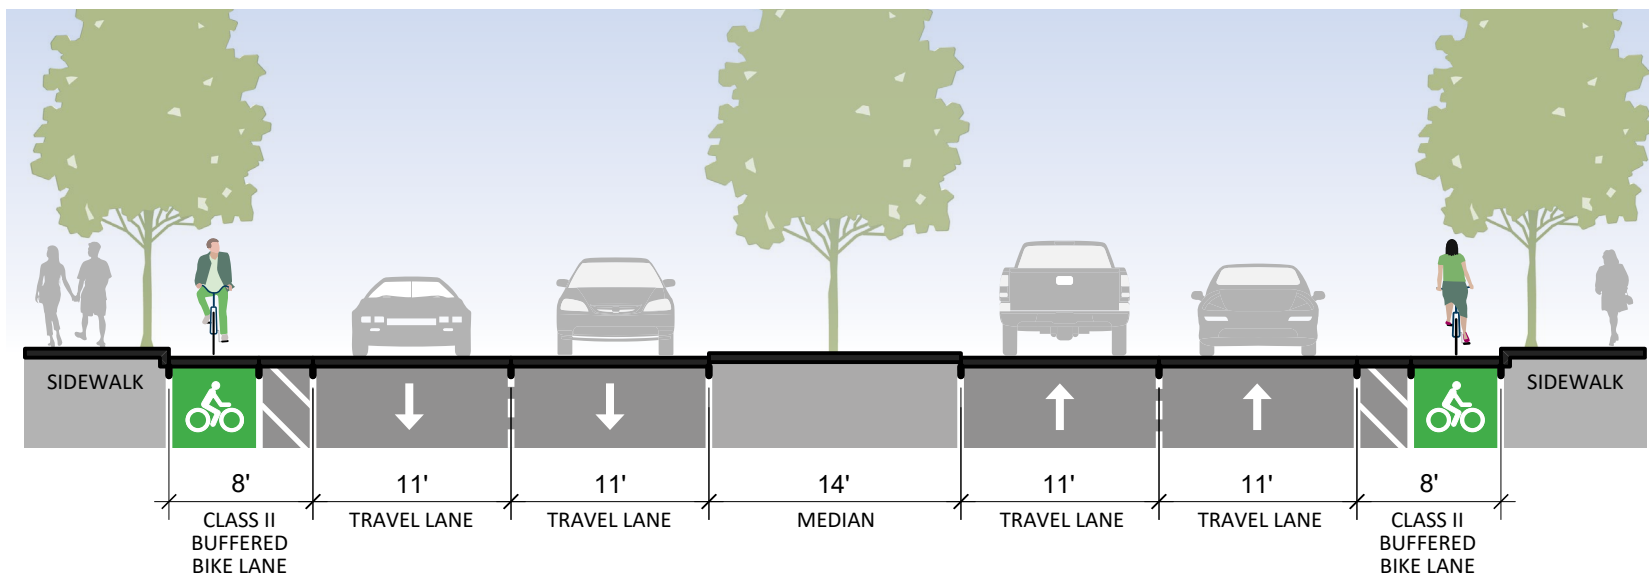 SIDEWALK
SIDEWALK
8'
11'
11'
14'
11'
11'
8'
CLASS II
BUFFERED
BIKE LANE
TRAVEL LANE
TRAVEL LANE
MEDIAN
TRAVEL LANE
TRAVEL LANE
CLASS II
BUFFERED
BIKE LANE